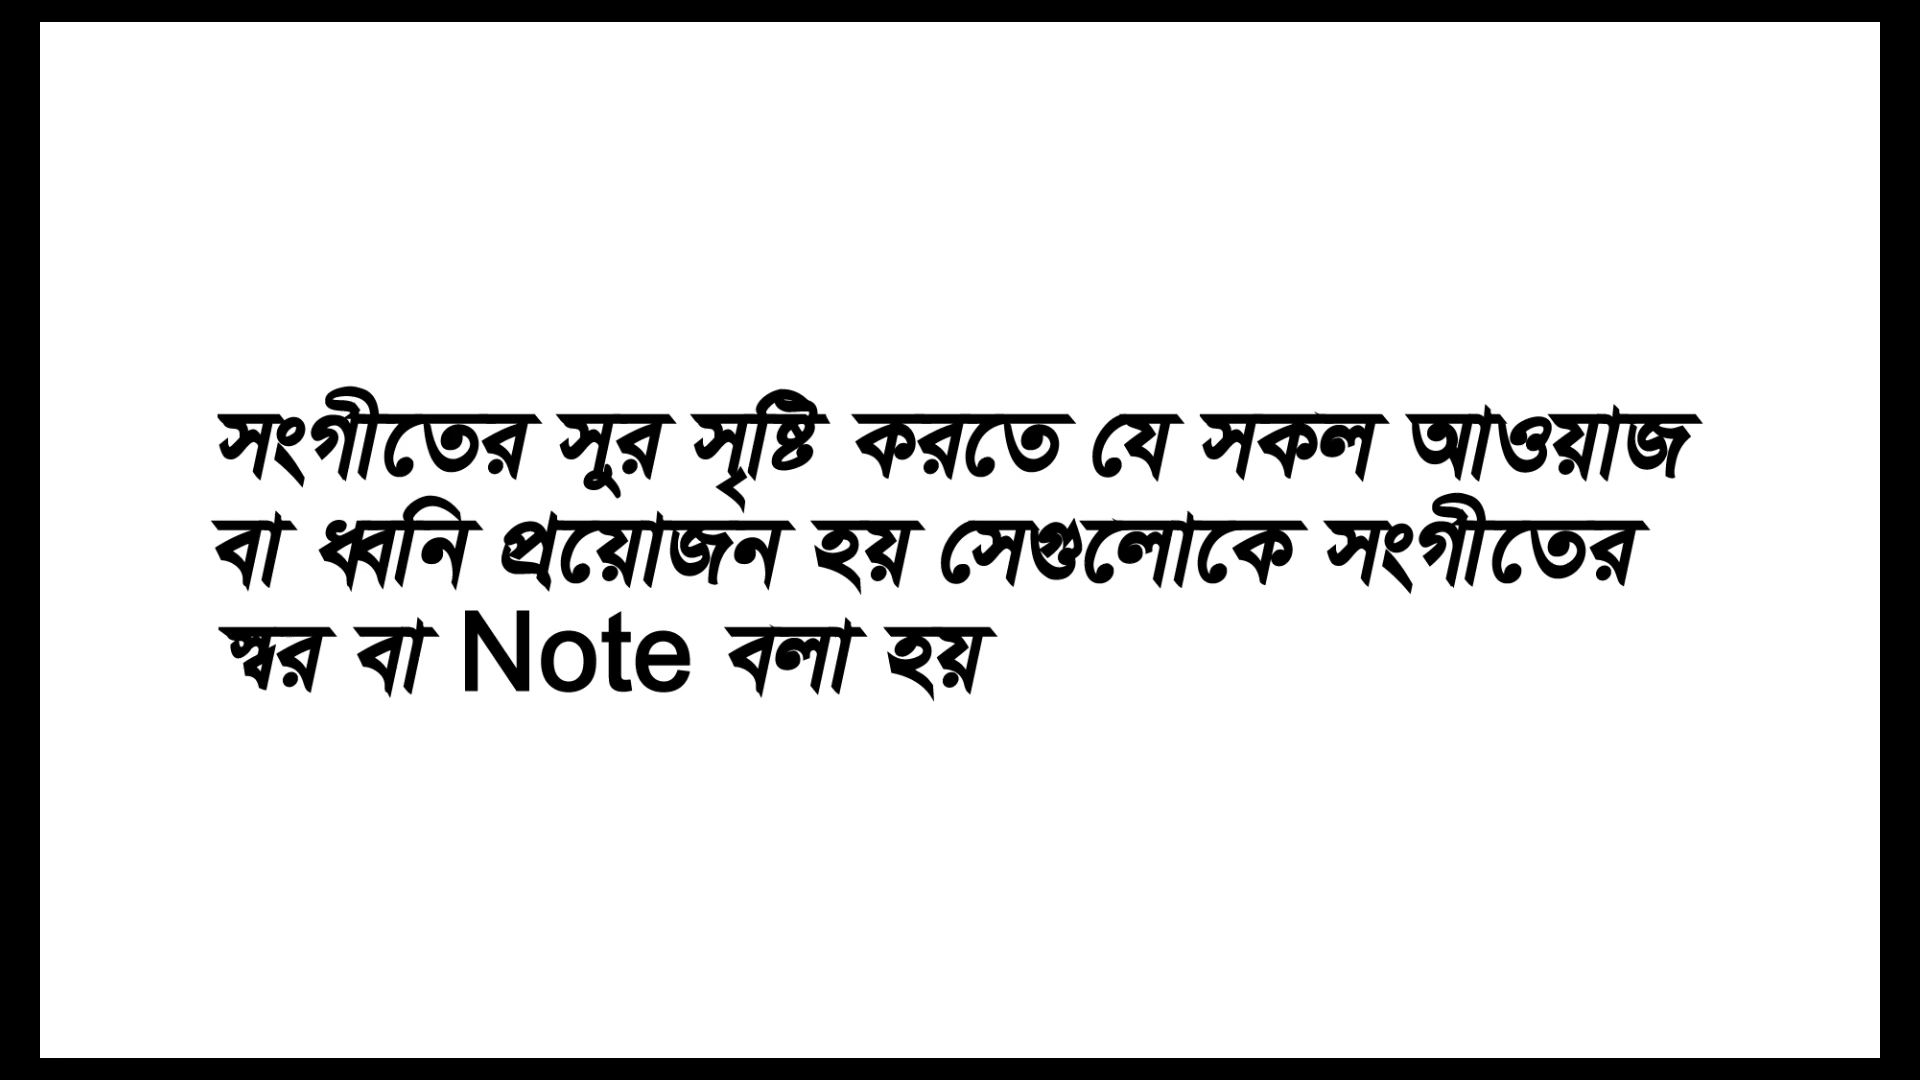 সংগীতের সুর সৃষ্টি করতে যে সকল আওয়াজ
বা ধ্বনি প্রয়োজন হয় সেগুলোকে সংগীতের
স্বর বা Note বলা হয়